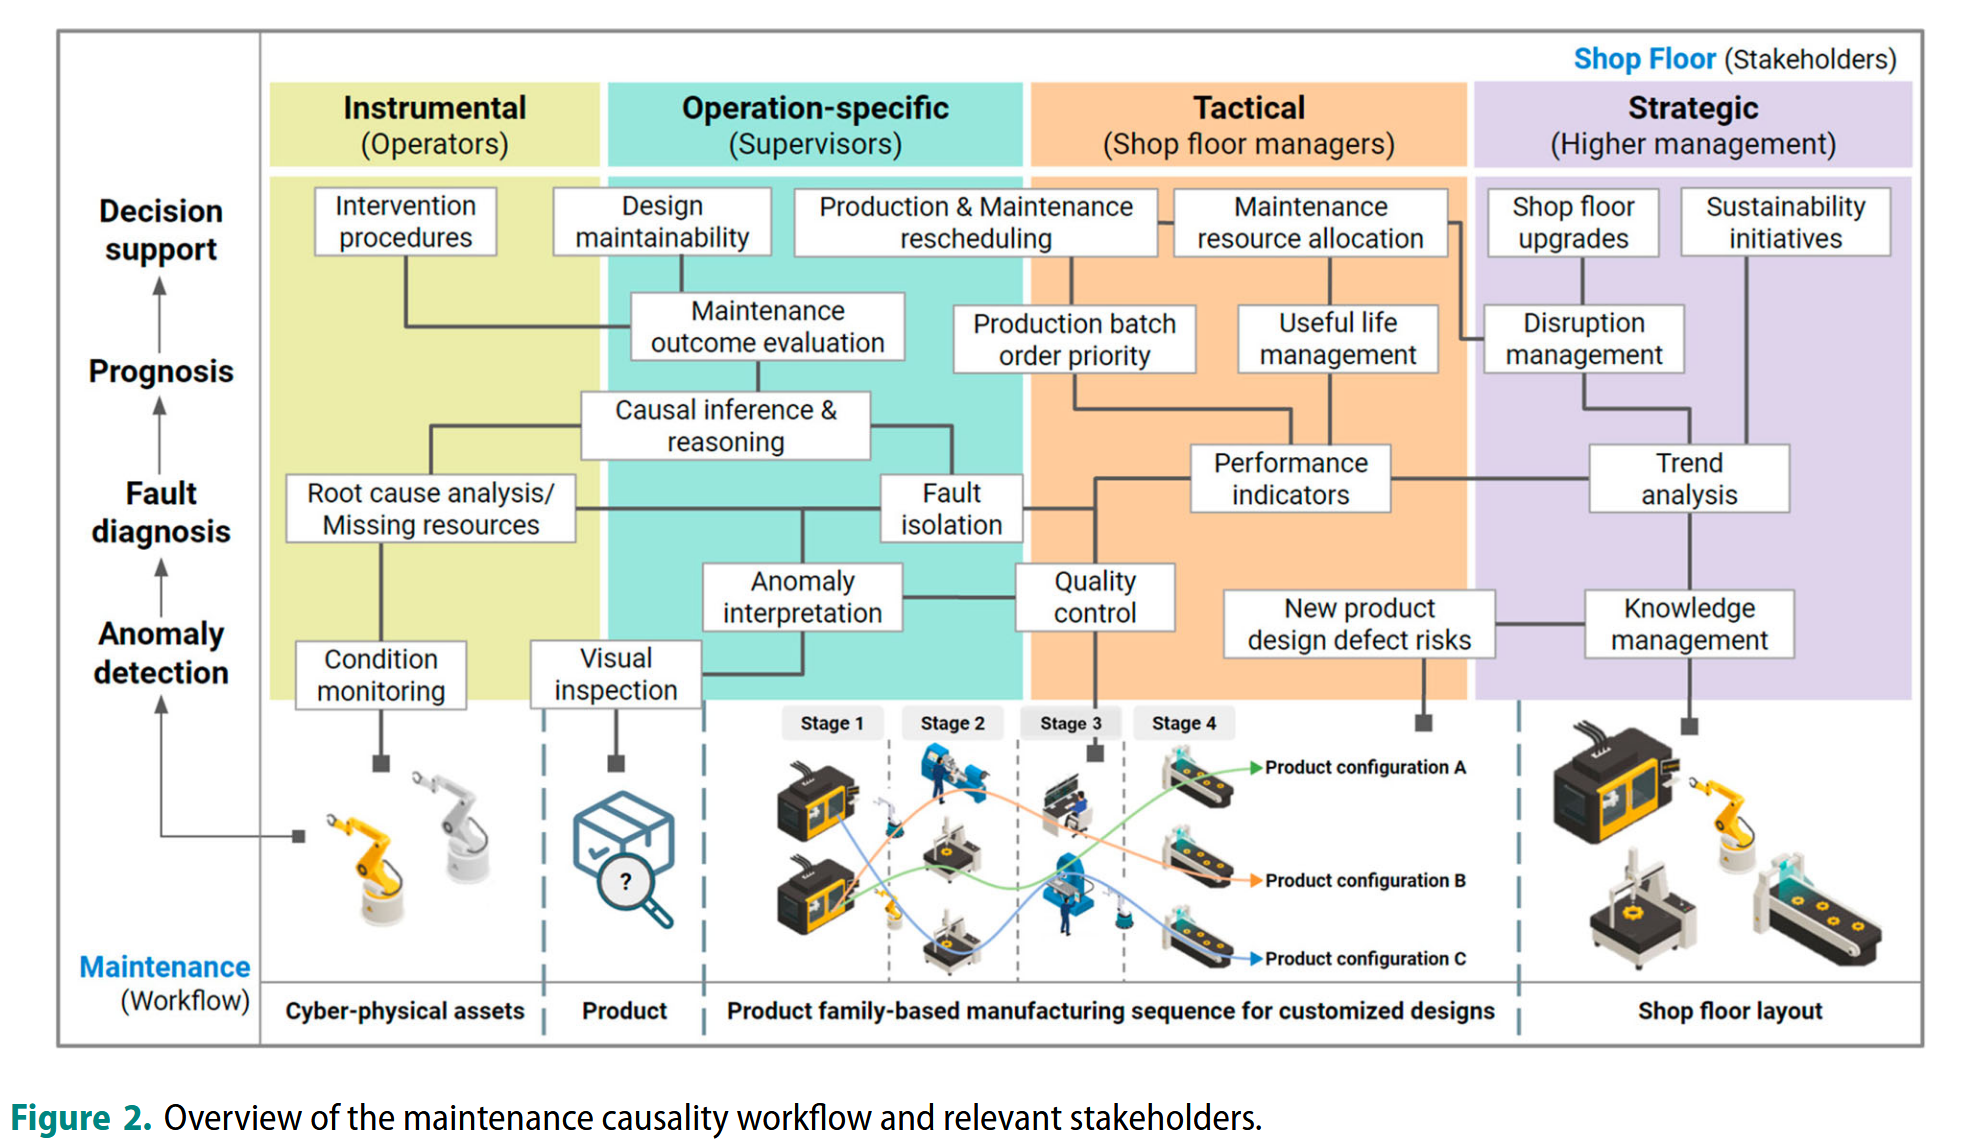 Shop Floor (Stakeholders)
Instrumental
(Operators)
Operation-specific
(Supervisors)
Tactical
(Shop floor managers)
Strategic
(Higher management)
Decision
support
Prognosis
Fault
diagnosis
Anomaly
detection
Maintenance
(Workflow)
Intervention
procedures
Design
maintainability
Production & Maintenance
rescheduling
Maintenance
resource allocation
Shop floor
upgrades
Sustainability
initiatives
Maintenance
outcome evaluation
Production batch
order priority
Useful life
management
Disruption
management
Causal inference &
reasoning
Root cause analysis/
Missing resources
Fault
isolation
Performance
indicators
Trend
analysis
Anomaly
interpretation
Quality
control
New product
design defect risks
Knowledge
management
Condition
monitoring
Visual
inspection
Stage 1
Stage 2
Stage 3
Stage 4
?
Product configuration A
Product configuration B
Product configuration C
Cyber-physical assets
Product
Product family-based manufacturing sequence for customized designs
Shop floor layout
Figure 2. Overview of the maintenance causality workflow and relevant stakeholders.